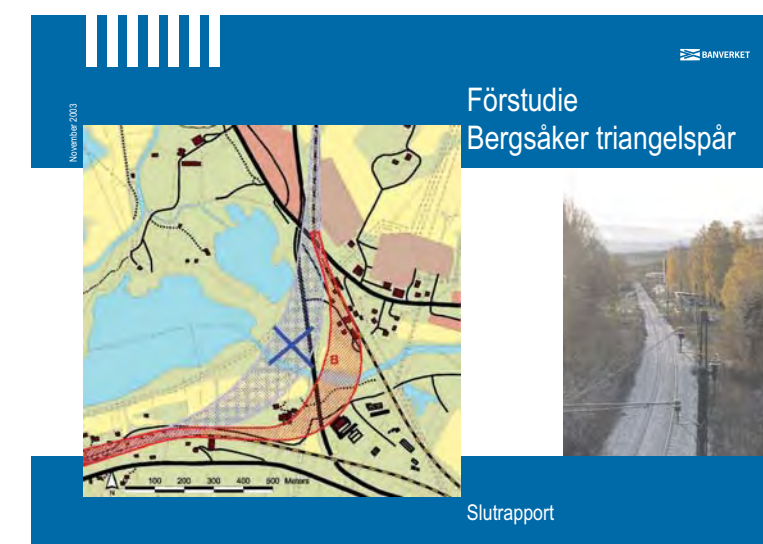 BANVERKET
November 2003
Förstudie
Bergsåker triangelspår
B
N
100 200 300 400 500 Meters
Slutrapport